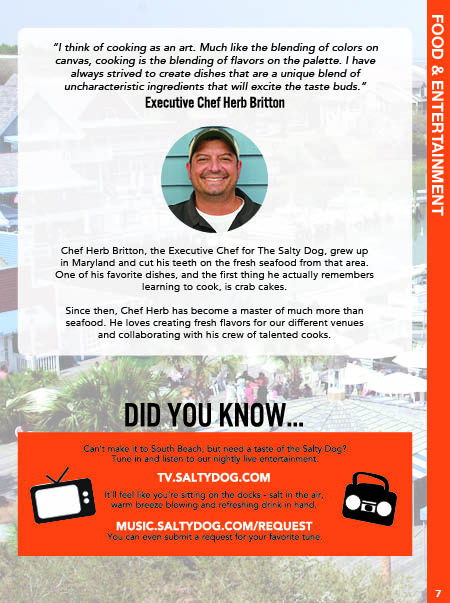 "I think of cooking as an art. Much like the blending of colors on
canvas, cooking is the blending of flavors on the palette. I have
always strived to create dishes that are a unique blend of
uncharacteristic ingredients that will excite the taste buds."
Executive Chef Herb Britton
Chef Herb Britton, the Executive Chef for The Salty Dog, grew up
in Maryland and cut his teeth on the fresh seafood from that area.
One of his favorite dishes, and the first thing he actually remembers
learning to cook, is crab cakes.
Since then, Chef Herb has become a master of much more than
seafood. He loves creating fresh flavors for our different venues
and collaborating with his crew of talented cooks.
DID YOU KNOW...
Can't make it to South Beach, but need a taste of the Salty Dog?
Tune in and listen to our nightly live entertainment.
TV.SALTYDOG.COM
It'll feel like you're sitting on the docks - salt in the air,
warm breeze blowing and refreshing drink in hand.
MUSIC.SALTYDOG.COM/REQUEST
You can even submit a request for your favorite tune.
FOOD & ENTERTAINMENT
7